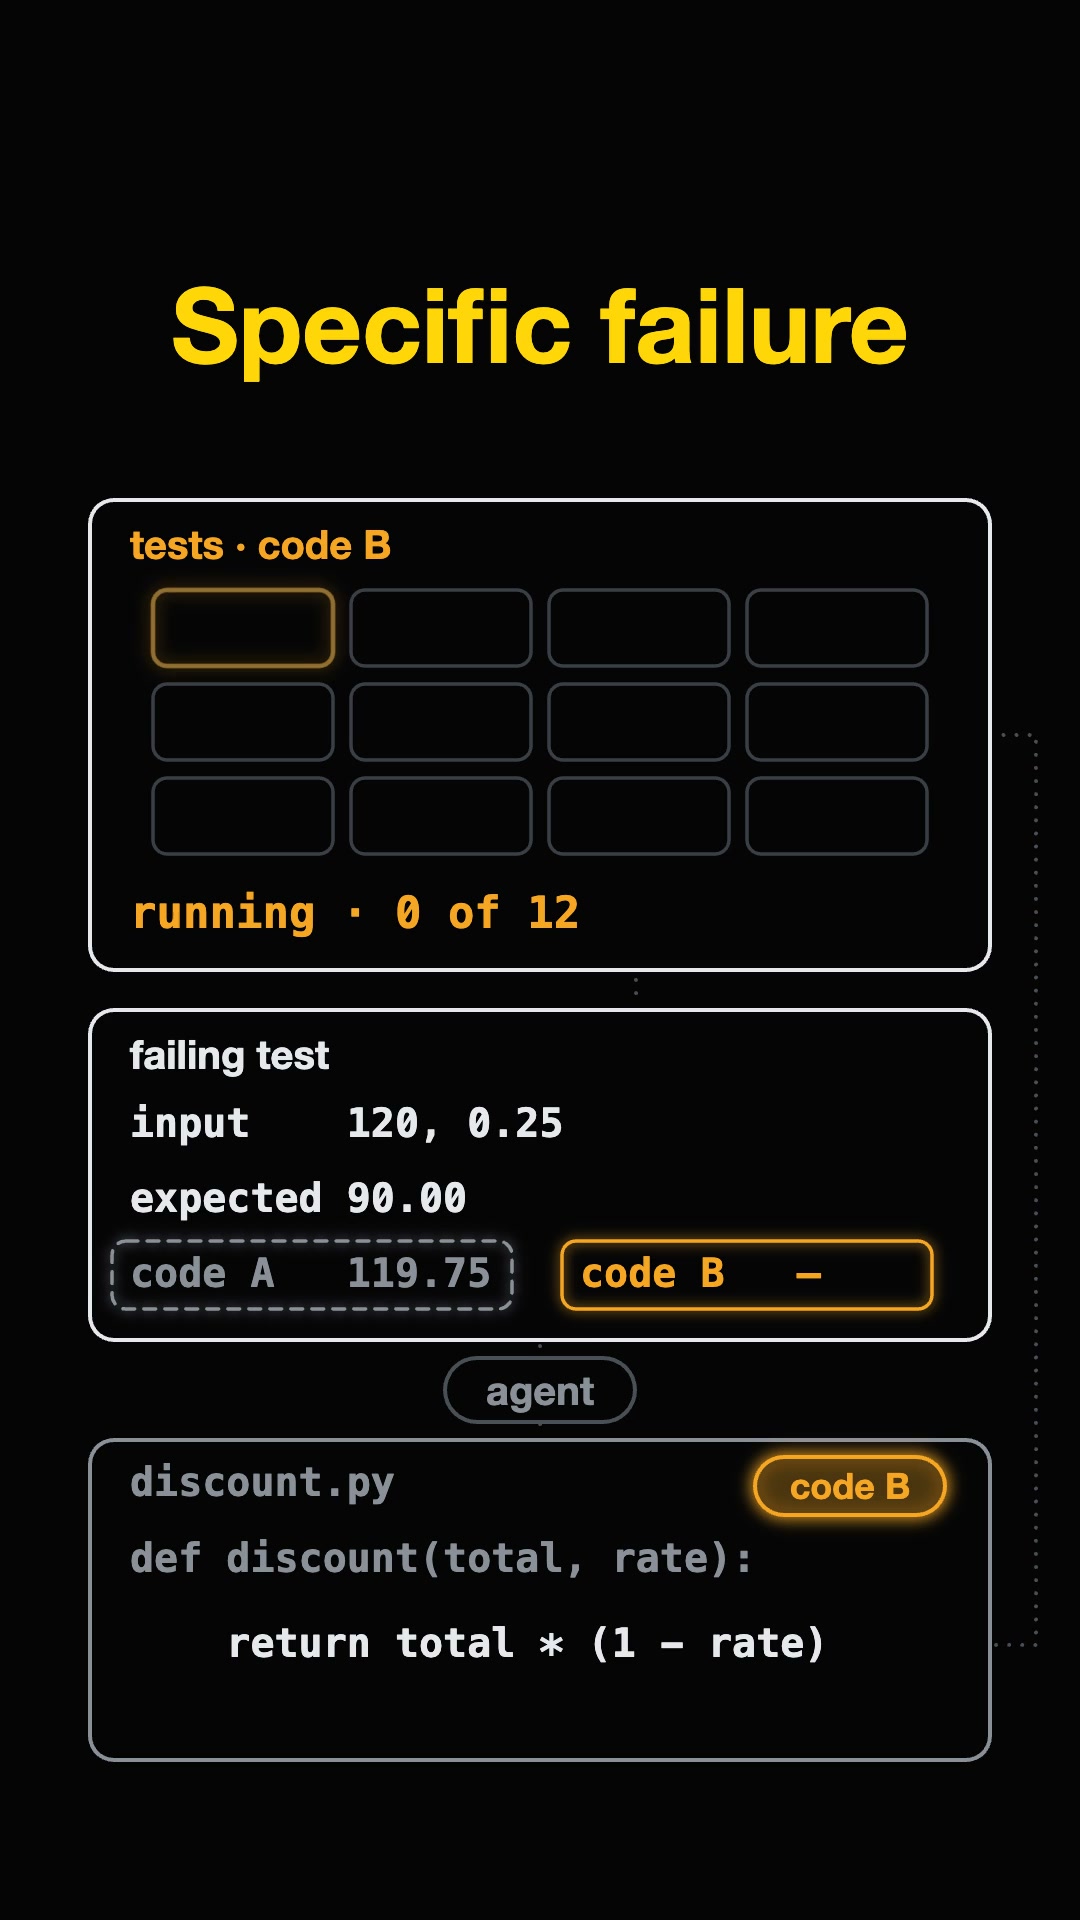 Specific failure
tests · code B
running · 0 of 12
failing test
input 120, 0.25
expected 90.00
code A 119.75 code B –
agent
discount.py code B
def discount(total, rate):
return total * (1 – rate)